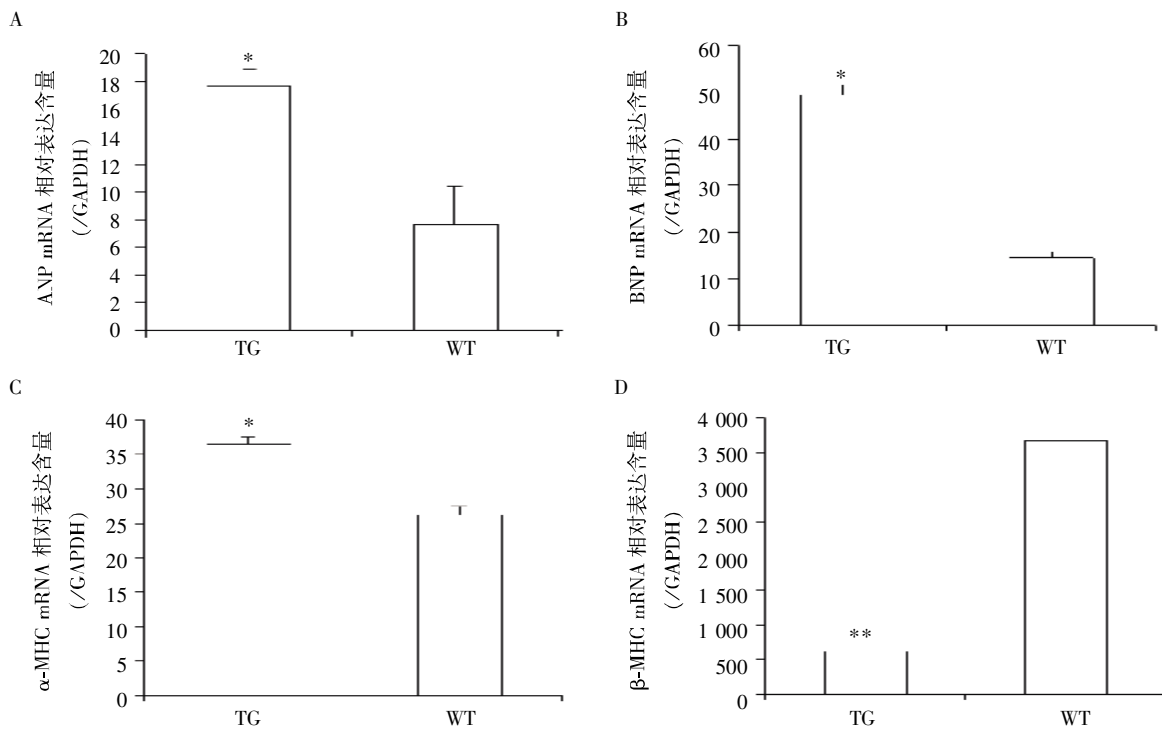 A
ANP mRNA 相对表达含量
(/GAPDH)
20
18
16
14
12
10
8
6
4
2
0
*
TG
WT
B
BNP mRNA 相对表达含量
(/GAPDH)
60
50
40
30
20
10
0
*
TG
WT
C
α-MHC mRNA 相对表达含量
(/GAPDH)
40
35
30
25
20
15
10
5
0
*
TG
WT
D
β-MHC mRNA 相对表达含量
(/GAPDH)
4 000
3 500
3 000
2 500
2 000
1 500
1 000
500
0
**
TG
WT